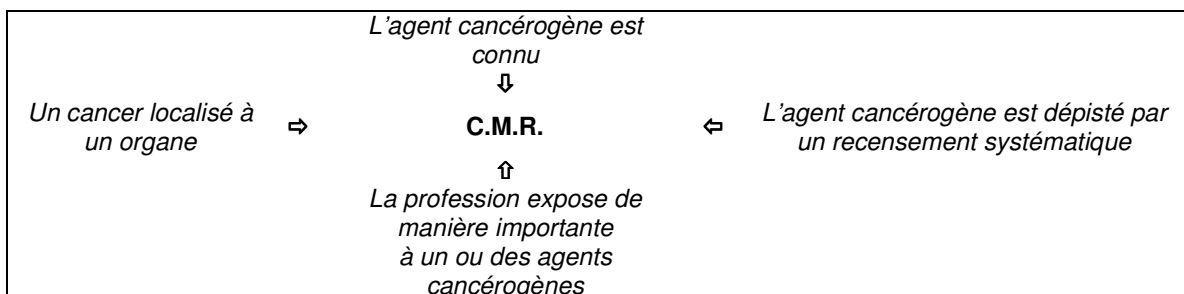 L'agent cancérogène est
connu
⇩
Un cancer localisé à
un organe
⇨
C.M.R.
⇦
L'agent cancérogène est dépisté par
un recensement systématique
⇧
La profession expose de
manière importante
à un ou des agents
cancérogènes